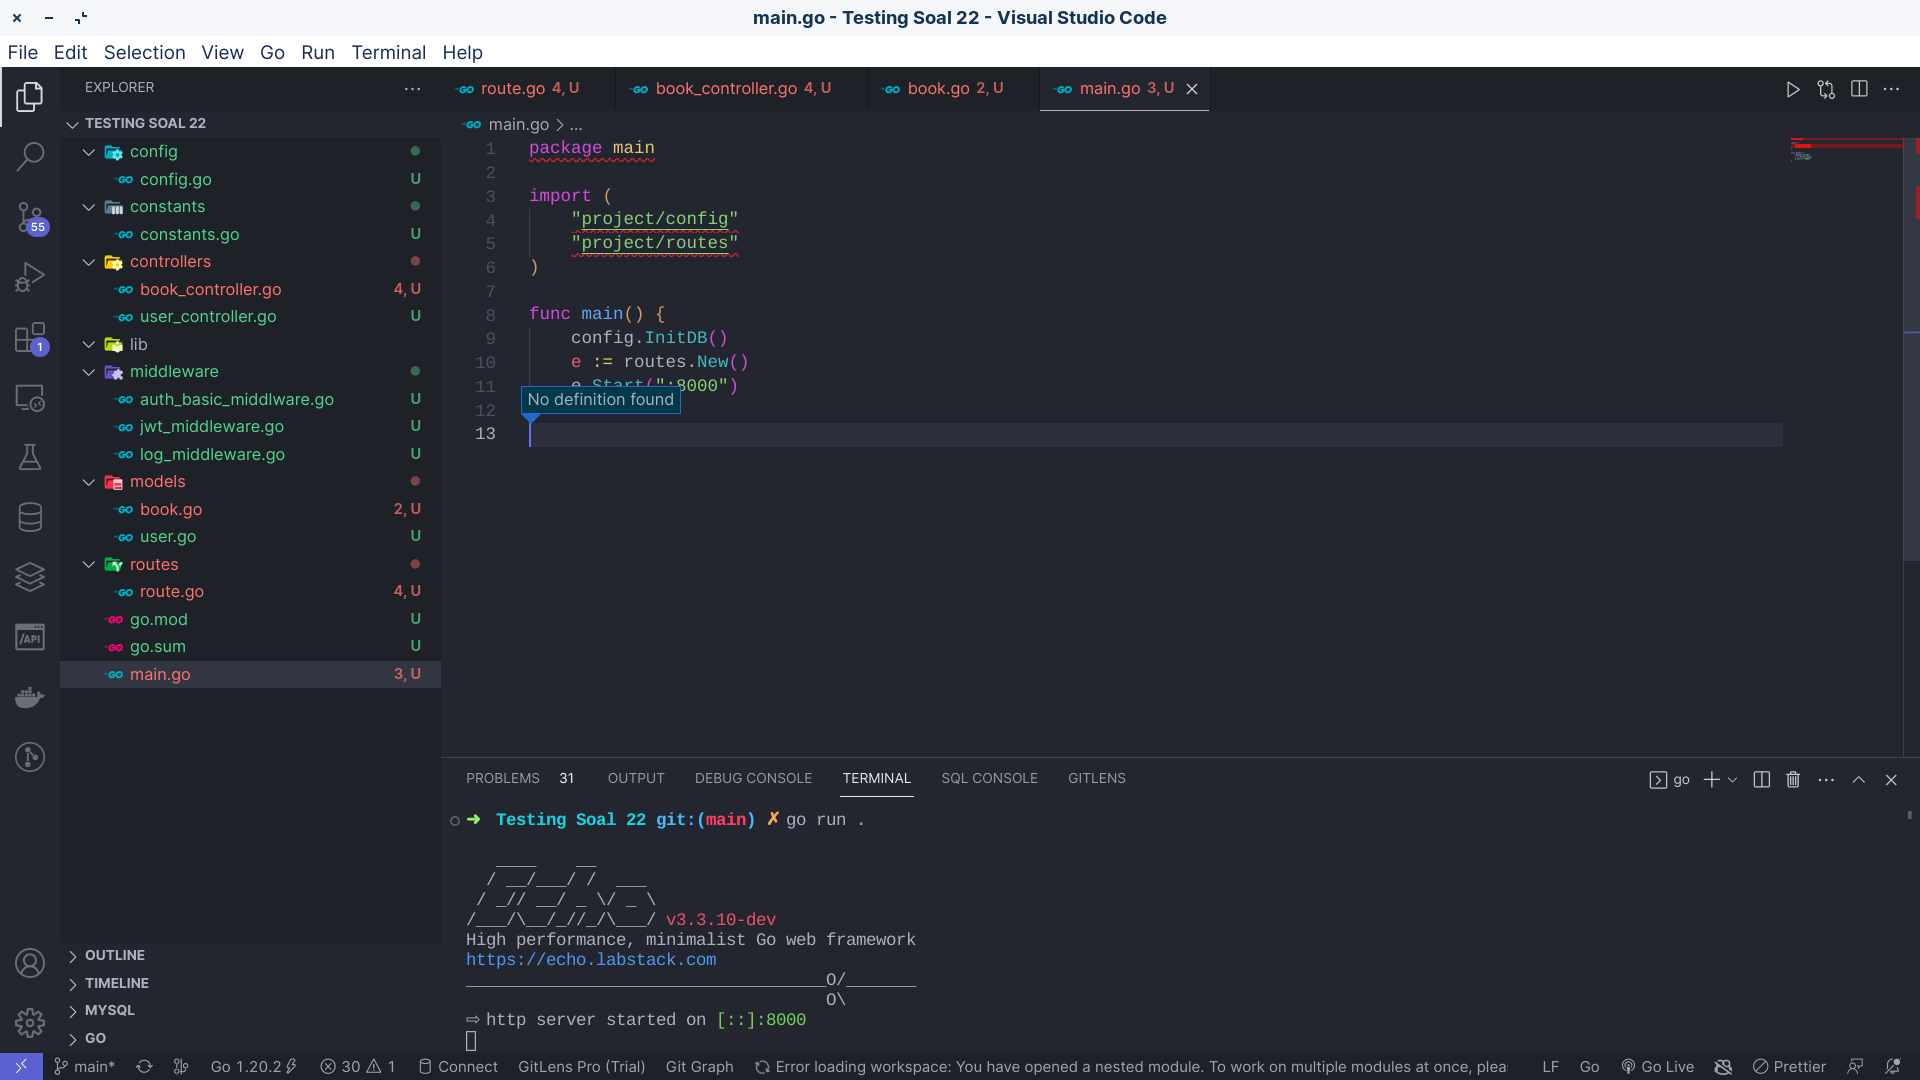 main.go - Testing Soal 22 - Visual Studio Code
File Edit Selection View Go Run Terminal Help
EXPLORER
route.go 4, U
book_controller.go 4, U
book.go 2, U
main.go 3, U
TESTING SOAL 22
config
config.go U
constants
constants.go U
controllers
book_controller.go 4, U
user_controller.go U
lib
middleware
auth_basic_middlware.go U
jwt_middleware.go U
log_middleware.go U
models
book.go 2, U
user.go U
routes
route.go 4, U
go.mod U
go.sum U
main.go 3, U
55
1
/API
OUTLINE
TIMELINE
MYSQL
GO
main.go > ...
1 package main
2
3 import (
4 "project/config"
5 "project/routes"
6 )
7
8 func main() {
9 config.InitDB()
10 e := routes.New()
11 e.Start(":8000")
No definition found
12
13
PROBLEMS 31 OUTPUT DEBUG CONSOLE TERMINAL SQL CONSOLE GITLENS
go
➜ Testing Soal 22 git:(main) ✗ go run .
   ____    __
  / __/___/ /  ___
 / _// __/ _ \/ _ \
/___/\__/_//_/\___/ v3.3.10-dev
High performance, minimalist Go web framework
https://echo.labstack.com
____________________________________O/_______
                                    O\
⇨ http server started on [::]:8000
main* Go 1.20.2 30 1 Connect GitLens Pro (Trial) Git Graph Error loading workspace: You have opened a nested module. To work on multiple modules at once, plea LF Go Go Live Prettier